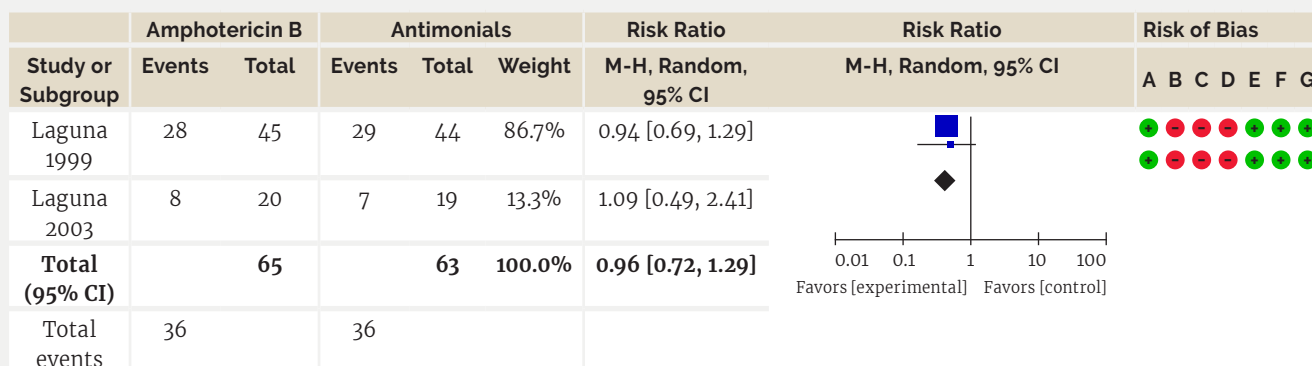 Amphotericin B Antimonials Risk Ratio Risk Ratio Risk of Bias
Study or Events Total Events Total Weight M-H, Random, M-H, Random, 95% CI
Subgroup 95% CI A B C D E F G
Laguna 28 45 29 44 86.7% 0.94 [0.69, 1.29] + - - - + + +
1999 + - - - + + +
Laguna 8 20 7 19 13.3% 1.09 [0.49, 2.41]
2003
Total 65 63 100.0% 0.96 [0.72, 1.29] 0.01 0.1 1 10 100
(95% CI) Favors [experimental] Favors [control]
Total 36 36
events